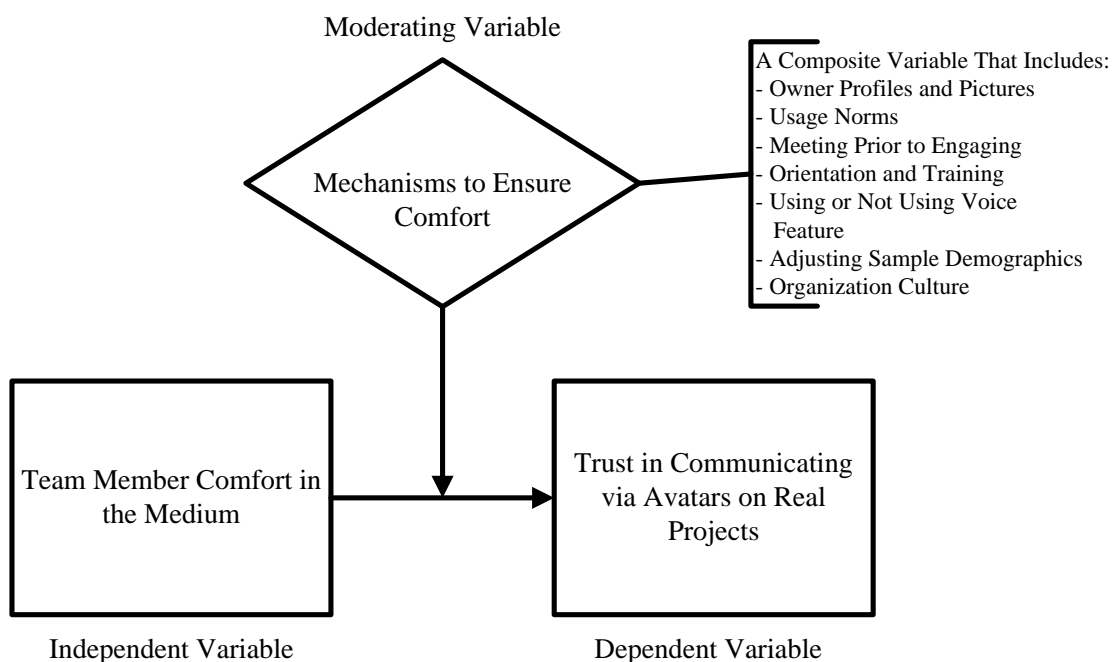 Moderating Variable
A Composite Variable That Includes:
- Owner Profiles and Pictures
- Usage Norms
- Meeting Prior to Engaging
- Orientation and Training
- Using or Not Using Voice
Feature
- Adjusting Sample Demographics
- Organization Culture
Mechanisms to Ensure
Comfort
Team Member Comfort in
the Medium
Trust in Communicating
via Avatars on Real
Projects
Independent Variable
Dependent Variable